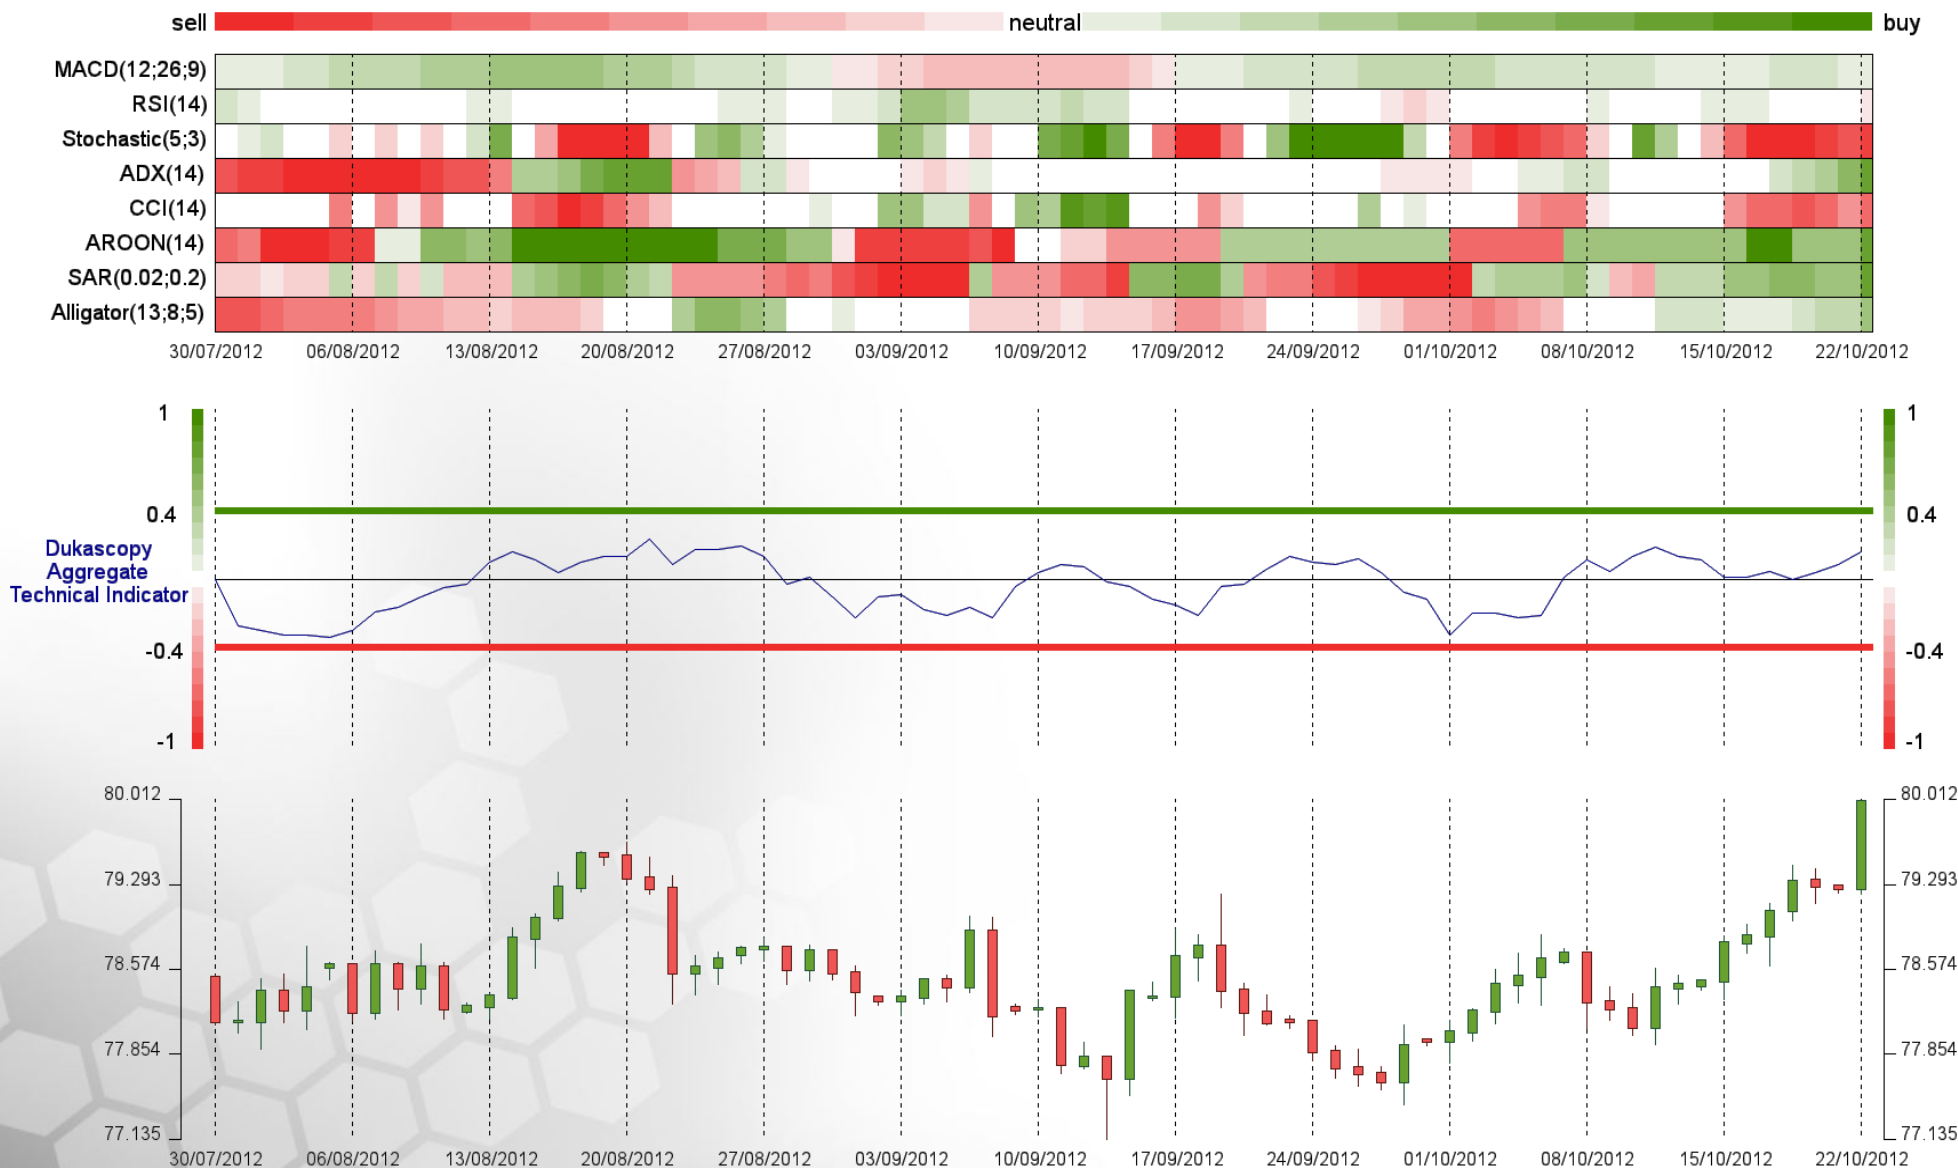 sell neutral buy
MACD(12;26;9)
RSI(14)
Stochastic(5;3)
ADX(14)
CCI(14)
AROON(14)
SAR(0.02;0.2)
Alligator(13;8;5)
30/07/2012 06/08/2012 13/08/2012 20/08/2012 27/08/2012 03/09/2012 10/09/2012 17/09/2012 24/09/2012 01/10/2012 08/10/2012 15/10/2012 22/10/2012
1 1
0.4 0.4
Dukascopy
Aggregate
Technical Indicator
-0.4 -0.4
-1 -1
80.012 80.012
79.293 79.293
78.574 78.574
77.854 77.854
77.135 77.135
30/07/2012 06/08/2012 13/08/2012 20/08/2012 27/08/2012 03/09/2012 10/09/2012 17/09/2012 24/09/2012 01/10/2012 08/10/2012 15/10/2012 22/10/2012